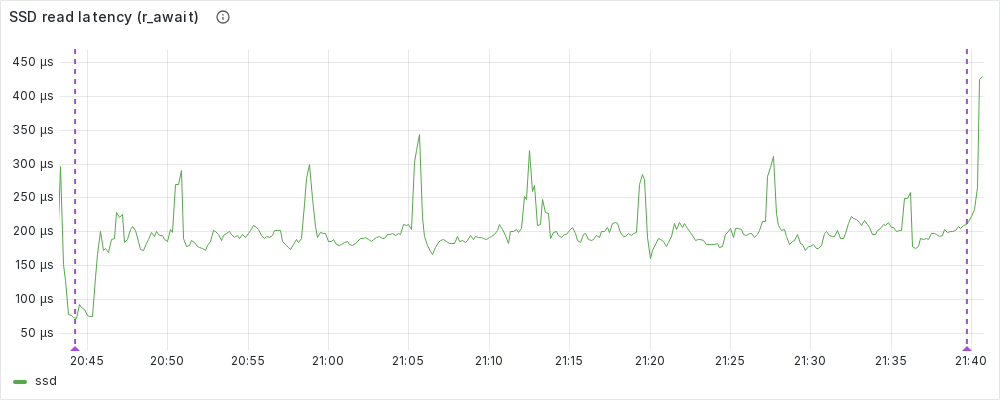 SSD read latency (r_await)
450 µs
400 µs
350 µs
300 µs
250 µs
200 µs
150 µs
100 µs
50 µs
20:45 20:50 20:55 21:00 21:05 21:10 21:15 21:20 21:25 21:30 21:35 21:40
ssd